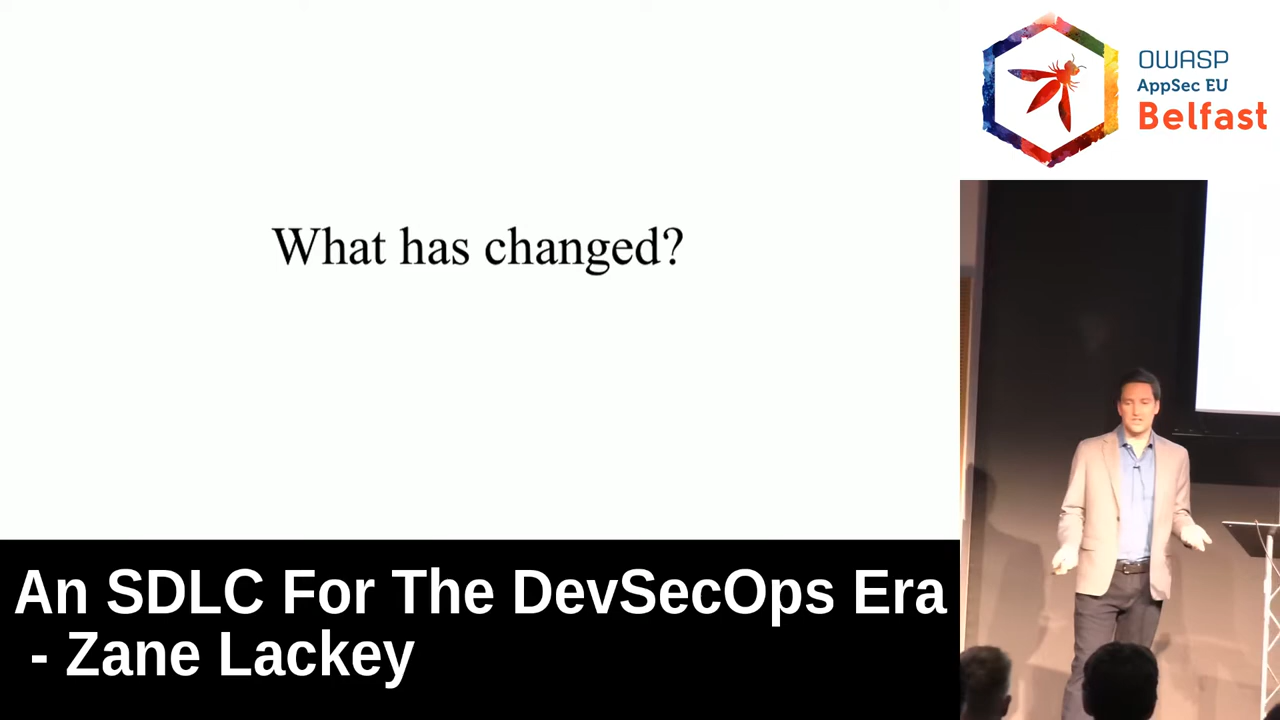 What has changed?
OWASP
AppSec EU
Belfast
An SDLC For The DevSecOps Era
- Zane Lackey